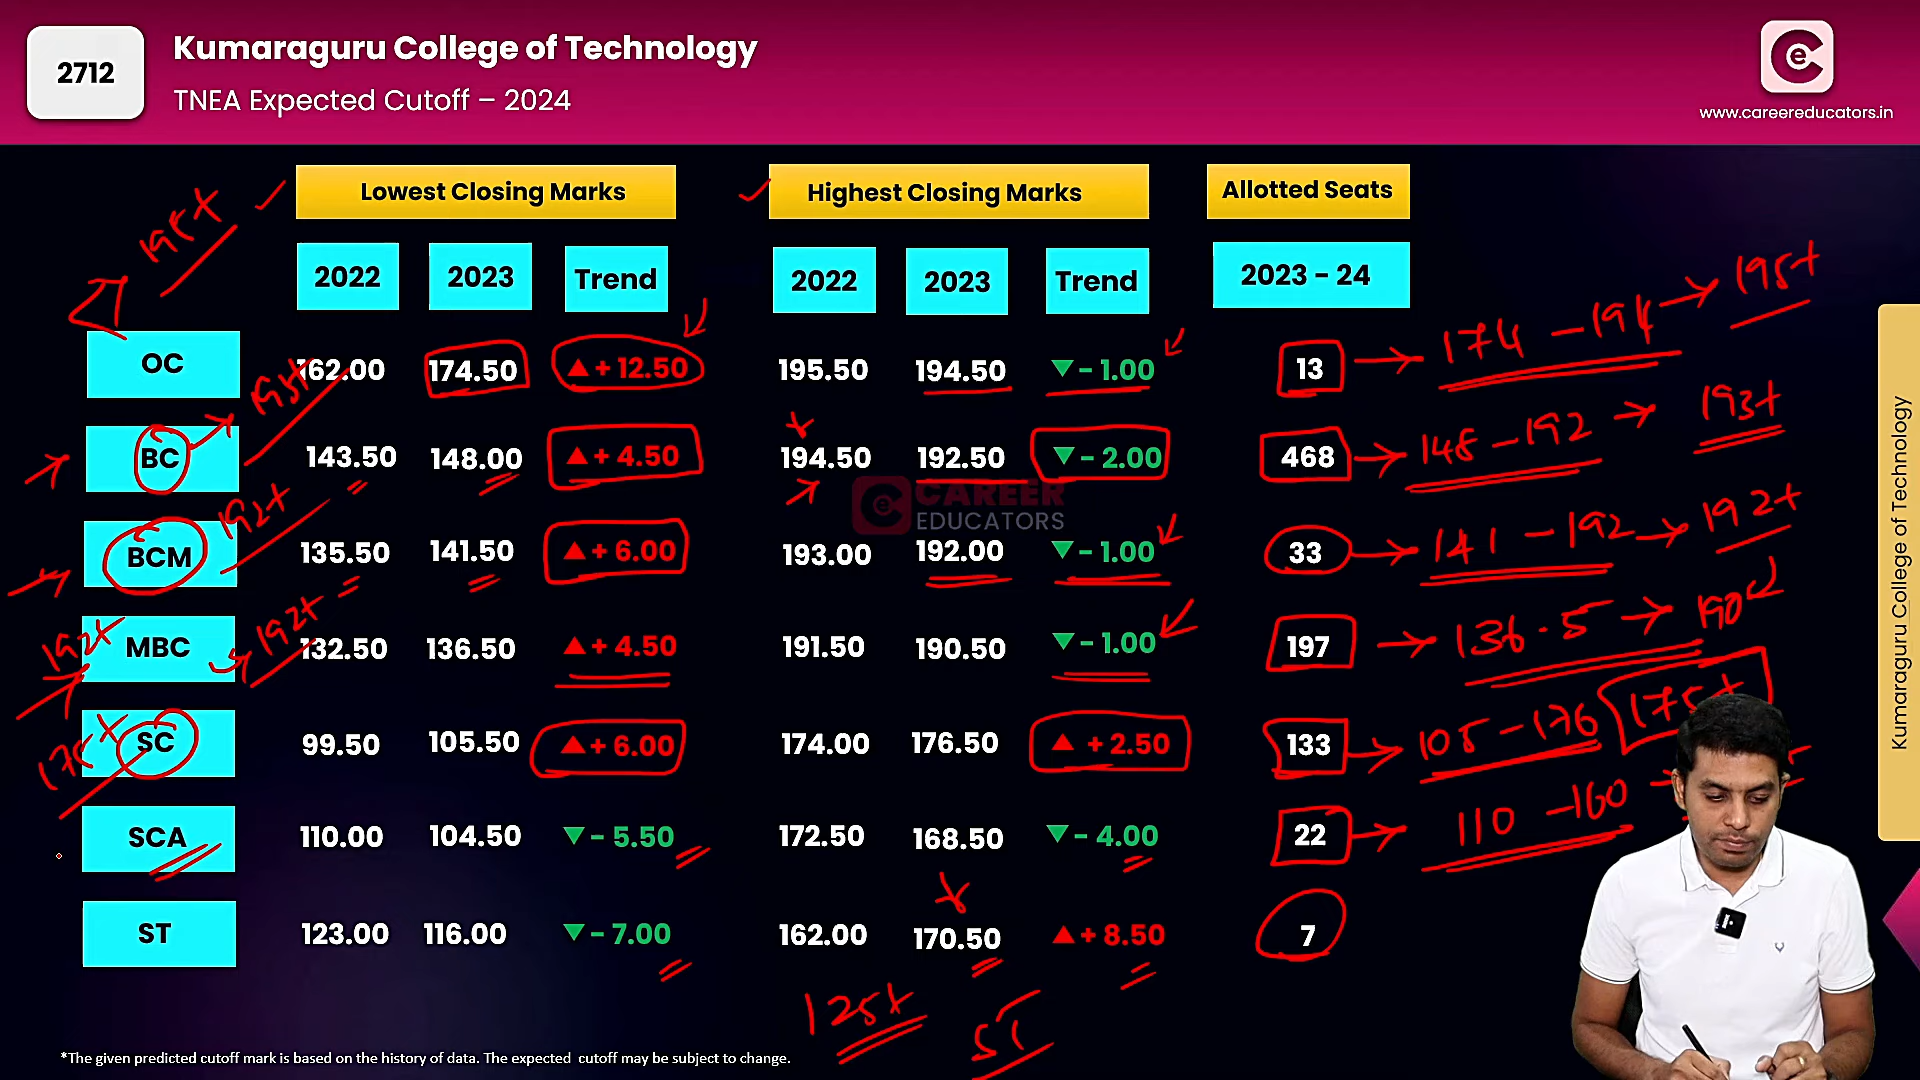 2712
Kumaraguru College of Technology
TNEA Expected Cutoff – 2024
e
www.careereducators.in
Lowest Closing Marks Highest Closing Marks Allotted Seats
195+
2022 2023 Trend 2022 2023 Trend 2023 - 24
OC 162.00 174.50 ▲ + 12.50 195.50 194.50 ▼ - 1.00 13 → 174 - 194 → 195+
195+
BC 143.50 148.00 ▲ + 4.50 194.50 192.50 ▼ - 2.00 468 → 148 - 192 → 193+
192+
CAREER
EDUCATORS
BCM 135.50 141.50 ▲ + 6.00 193.00 192.00 ▼ - 1.00 33 → 141 - 192 → 192+
192+ 192+
MBC 132.50 136.50 ▲ + 4.50 191.50 190.50 ▼ - 1.00 197 → 136.5 → 190
175+
SC 99.50 105.50 ▲ + 6.00 174.00 176.50 ▲ + 2.50 133 → 105 - 176 175+
SCA 110.00 104.50 ▼ - 5.50 172.50 168.50 ▼ - 4.00 22 → 110 - 160
ST 123.00 116.00 ▼ - 7.00 162.00 170.50 ▲ + 8.50 7
125+ ST
*The given predicted cutoff mark is based on the history of data. The expected cutoff may be subject to change.
Kumaraguru College of Technology